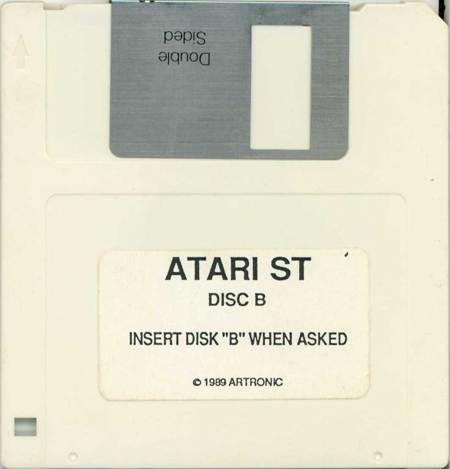 Double
Sided
ATARI ST
DISC B
INSERT DISK "B" WHEN ASKED
© 1989 ARTRONIC